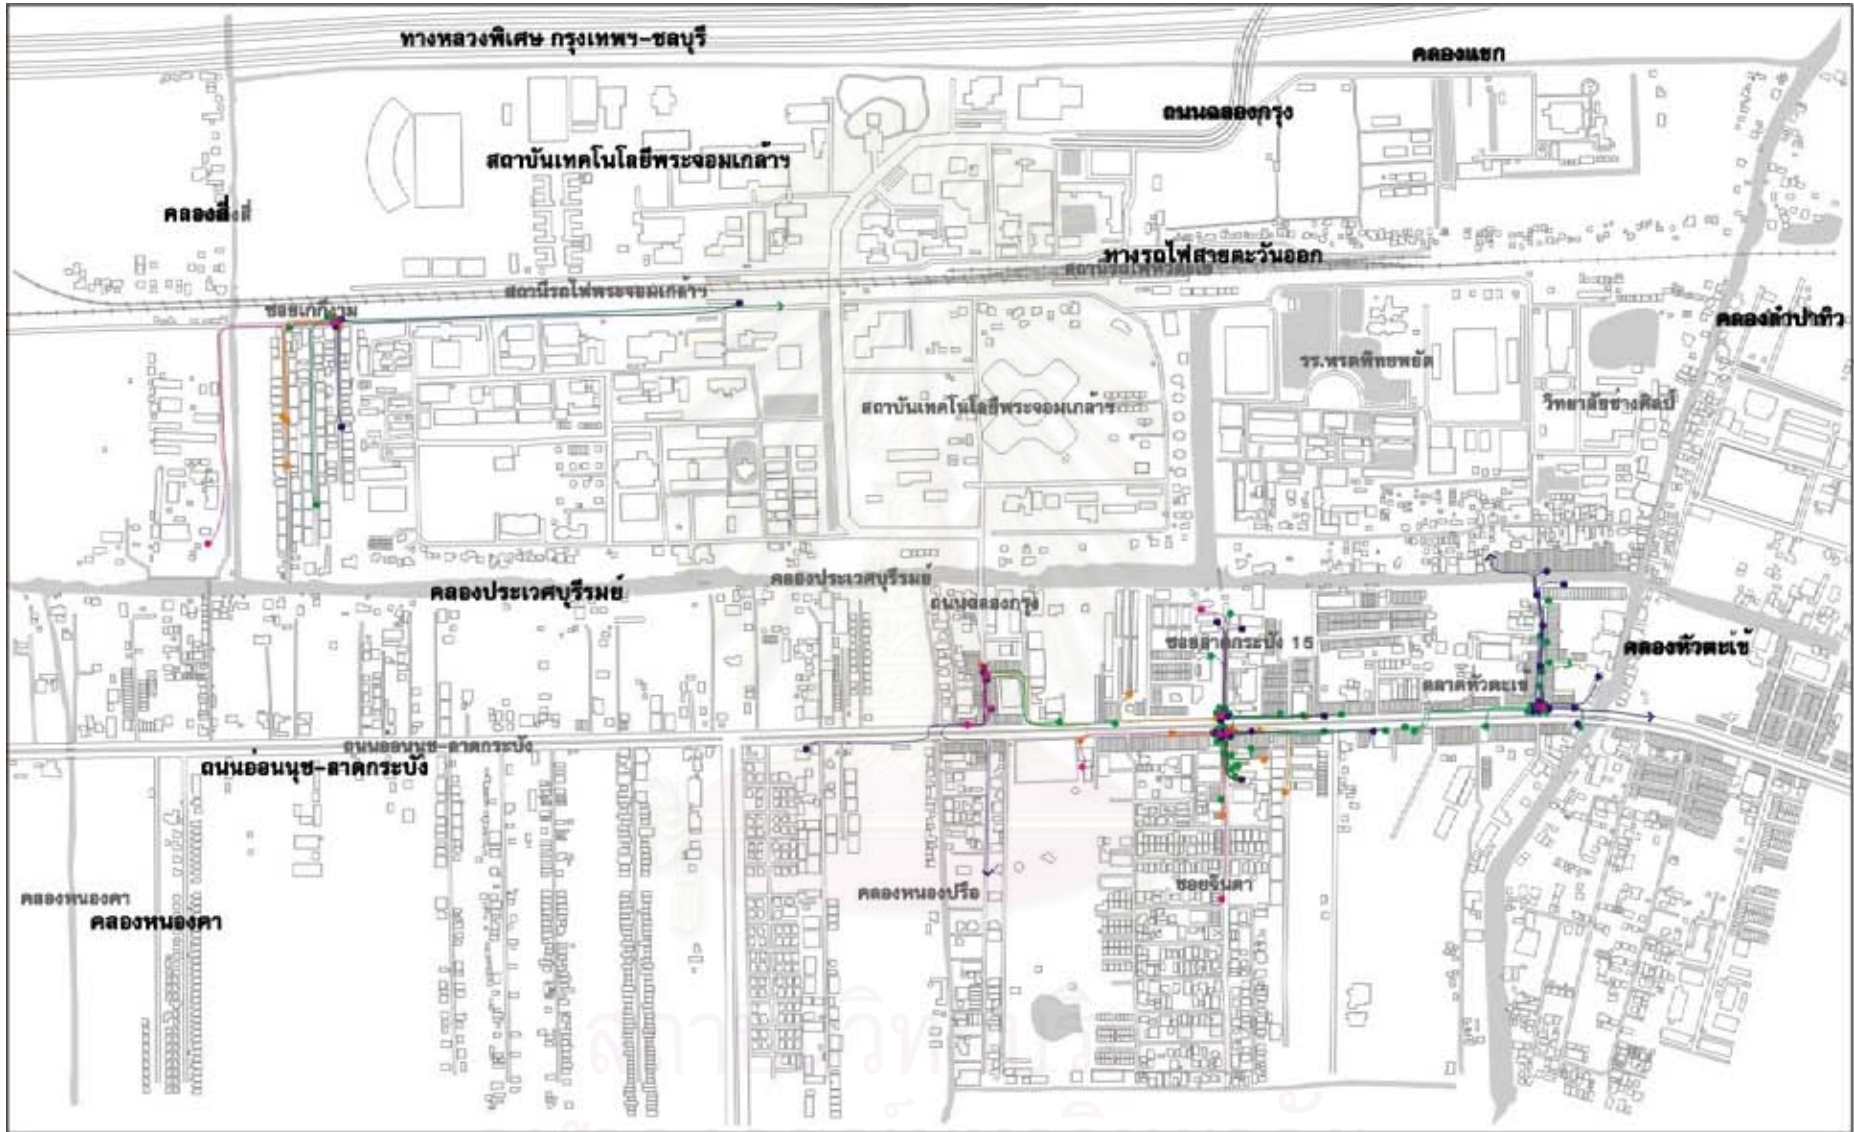 ทางหลวงพิเศษ กรุงเทพฯ-ชลบุรี
คลองแขก
ถนนฉลองกรุง
สถาบันเทคโนโลยีพระจอมเกล้าฯ
คลองสี่
ทางรถไฟสายตะวันออก
สถานีรถไฟหัวตะเข้
สถานีรถไฟพระจอมเกล้าฯ
ซอยเกกีงาม
คลองลำปาทิว
รร.พรตพิทยพยัต
สถาบันเทคโนโลยีพระจอมเกล้าฯ
วิทยาลัยช่างศิลป์
คลองประเวศบุรีรมย์
คลองประเวศบุรีรมย์
ถนนฉลองกรุง
ซอยลาดกระบัง 15
คลองหัวตะเข้
ตลาดหัวตะเข้
ถนนอ่อนนุช-ลาดกระบัง
ถนนอ่อนนุช-ลาดกระบัง
ซอยจินดา
คลองหนองปรือ
คลองหนองคา
คลองหนองคา